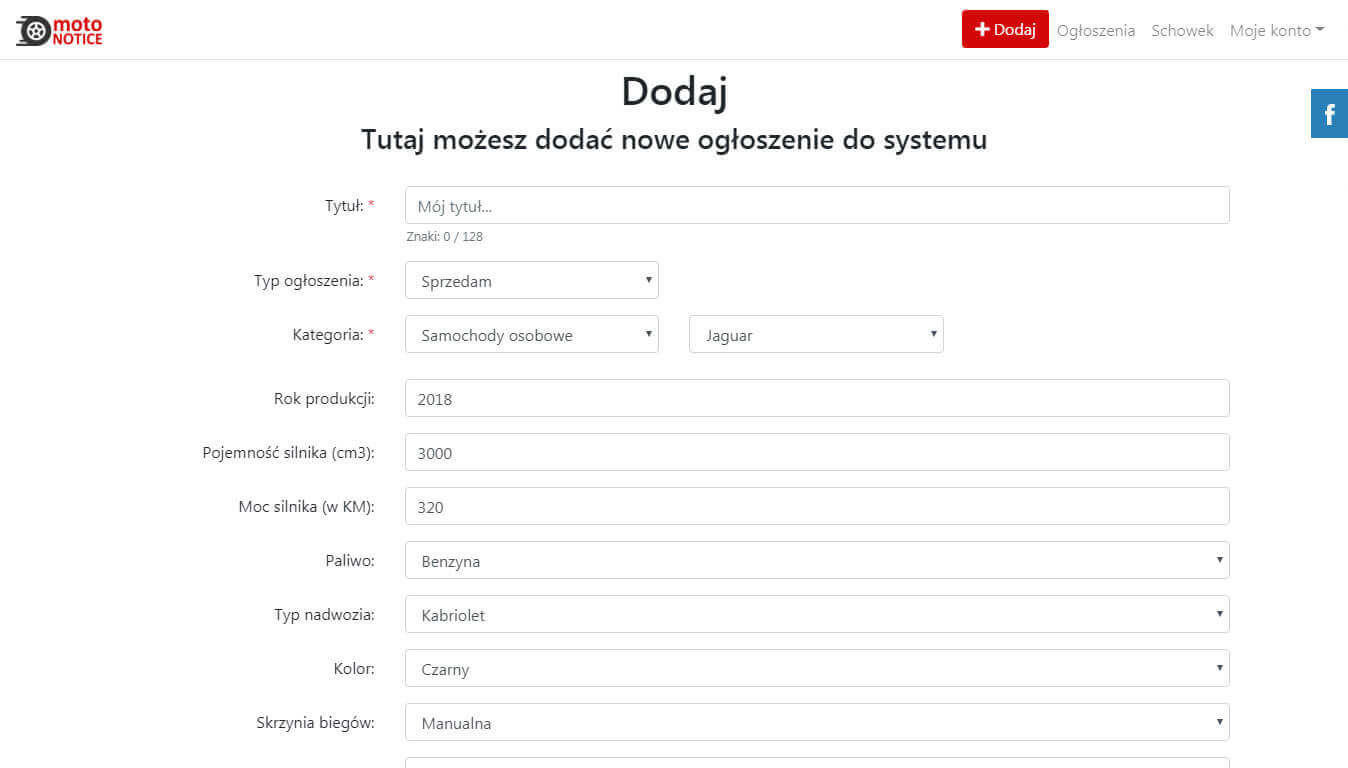 moto
NOTICE
Dodaj
Ogłoszenia
Schowek
Moje konto
Dodaj
Tutaj możesz dodać nowe ogłoszenie do systemu
f
Tytuł: * Mój tytuł...
Znaki: 0 / 128
Typ ogłoszenia: * Sprzedam
Kategoria: * Samochody osobowe Jaguar
Rok produkcji: 2018
Pojemność silnika (cm3): 3000
Moc silnika (w KM): 320
Paliwo: Benzyna
Typ nadwozia: Kabriolet
Kolor: Czarny
Skrzynia biegów: Manualna